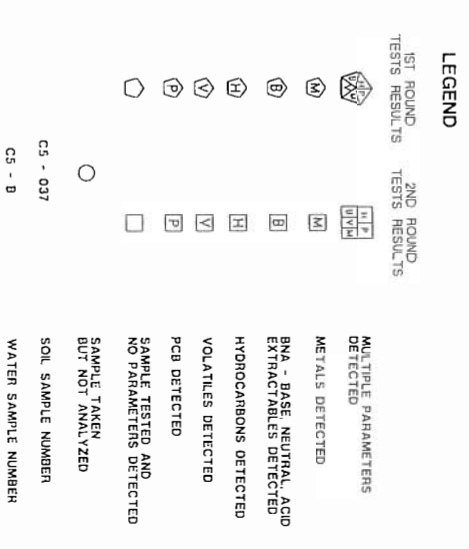 LEGEND
1ST ROUND
TESTS RESULTS
2ND ROUND
TESTS RESULTS
MULTIPLE PARAMETERS
DETECTED
M M METALS DETECTED
B B BNA - BASE, NEUTRAL, ACID
EXTRACTABLES DETECTED
H H HYDROCARBONS DETECTED
V V VOLATILES DETECTED
P P PCB DETECTED
SAMPLE TESTED AND
NO PARAMETERS DETECTED
SAMPLE TAKEN
BUT NOT ANALYZED
C5 - 037 SOIL SAMPLE NUMBER
C5 - B WATER SAMPLE NUMBER